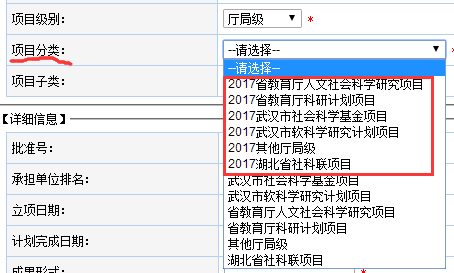 项目级别： 厅局级 *
项目分类： --请选择--
--请选择--
项目子类： 2017省教育厅人文社会科学研究项目
2017省教育厅科研计划项目
【详细信息】 2017武汉市社会科学基金项目
2017武汉市软科学研究计划项目
批准号： 2017其他厅局级
2017湖北省社科联项目
承担单位排名： 武汉市社会科学基金项目
武汉市软科学研究计划项目
立项日期： 省教育厅人文社会科学研究项目
省教育厅科研计划项目
计划完成日期： 其他厅局级
湖北省社科联项目
成果形式： *